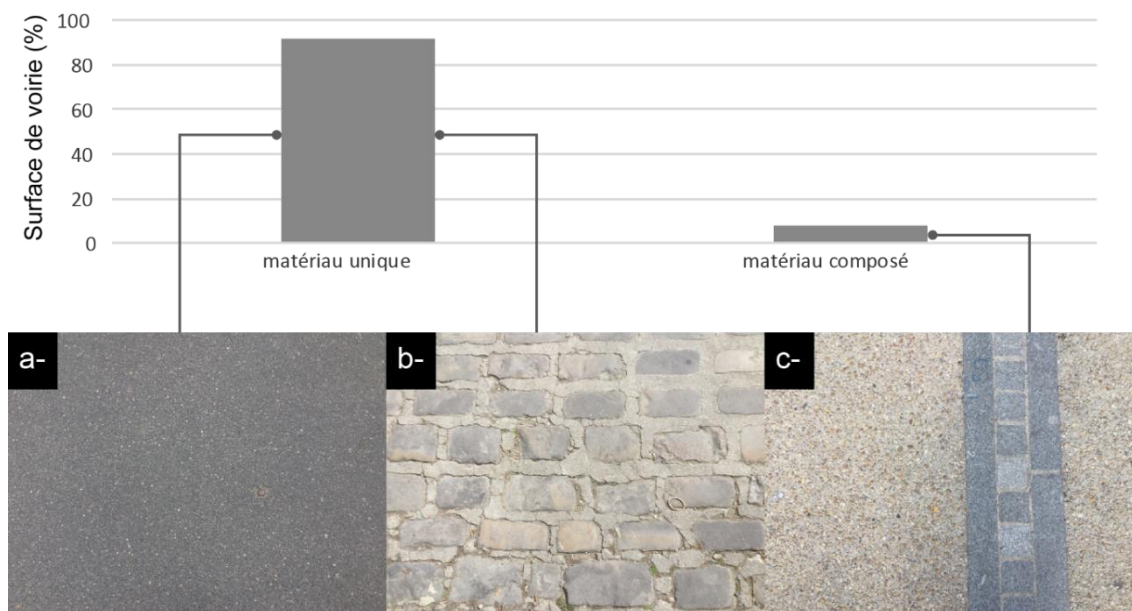 Surface de voirie (%)
100
80
60
40
20
0
matériau unique
matériau composé
a-
b-
c-